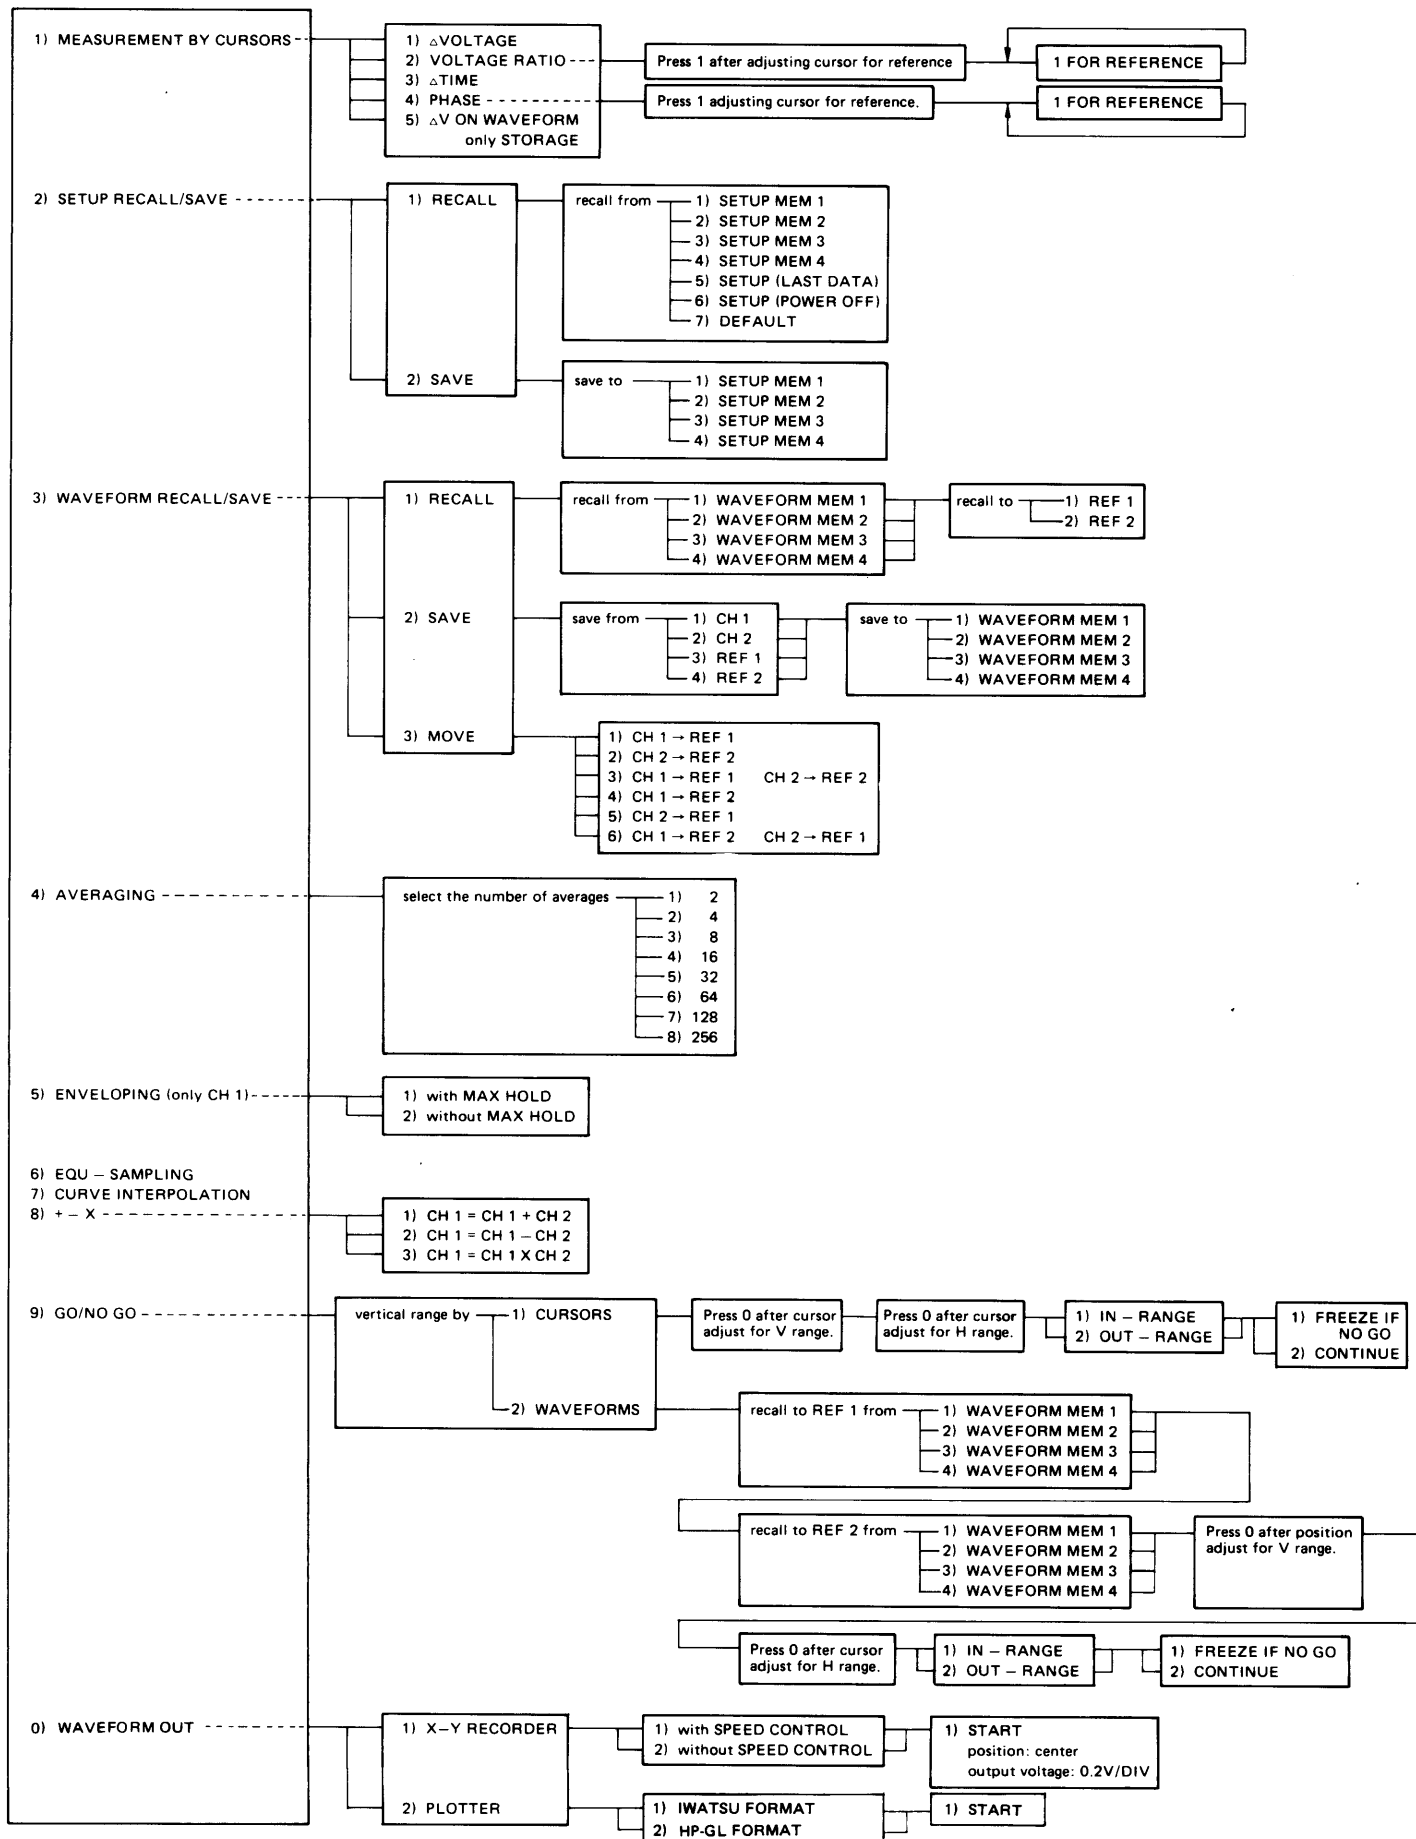 1) MEASUREMENT BY CURSORS
1) △VOLTAGE
2) VOLTAGE RATIO
3) △TIME
4) PHASE
5) △V ON WAVEFORM
only STORAGE
Press 1 after adjusting cursor for reference
1 FOR REFERENCE
Press 1 adjusting cursor for reference.
1 FOR REFERENCE
2) SETUP RECALL/SAVE
1) RECALL
recall from
1) SETUP MEM 1
2) SETUP MEM 2
3) SETUP MEM 3
4) SETUP MEM 4
5) SETUP (LAST DATA)
6) SETUP (POWER OFF)
7) DEFAULT
2) SAVE
save to
1) SETUP MEM 1
2) SETUP MEM 2
3) SETUP MEM 3
4) SETUP MEM 4
3) WAVEFORM RECALL/SAVE
1) RECALL
recall from
1) WAVEFORM MEM 1
2) WAVEFORM MEM 2
3) WAVEFORM MEM 3
4) WAVEFORM MEM 4
recall to
1) REF 1
2) REF 2
2) SAVE
save from
1) CH 1
2) CH 2
3) REF 1
4) REF 2
save to
1) WAVEFORM MEM 1
2) WAVEFORM MEM 2
3) WAVEFORM MEM 3
4) WAVEFORM MEM 4
3) MOVE
1) CH 1 → REF 1
2) CH 2 → REF 2
3) CH 1 → REF 1 CH 2 → REF 2
4) CH 1 → REF 2
5) CH 2 → REF 1
6) CH 1 → REF 2 CH 2 → REF 1
4) AVERAGING
select the number of averages
1) 2
2) 4
3) 8
4) 16
5) 32
6) 64
7) 128
8) 256
5) ENVELOPING (only CH 1)
1) with MAX HOLD
2) without MAX HOLD
6) EQU – SAMPLING
7) CURVE INTERPOLATION
8) + – X
1) CH 1 = CH 1 + CH 2
2) CH 1 = CH 1 – CH 2
3) CH 1 = CH 1 X CH 2
9) GO/NO GO
vertical range by
1) CURSORS
Press 0 after cursor
adjust for V range.
Press 0 after cursor
adjust for H range.
1) IN – RANGE
2) OUT – RANGE
1) FREEZE IF
NO GO
2) CONTINUE
2) WAVEFORMS
recall to REF 1 from
1) WAVEFORM MEM 1
2) WAVEFORM MEM 2
3) WAVEFORM MEM 3
4) WAVEFORM MEM 4
recall to REF 2 from
1) WAVEFORM MEM 1
2) WAVEFORM MEM 2
3) WAVEFORM MEM 3
4) WAVEFORM MEM 4
Press 0 after position
adjust for V range.
Press 0 after cursor
adjust for H range.
1) IN – RANGE
2) OUT – RANGE
1) FREEZE IF NO GO
2) CONTINUE
0) WAVEFORM OUT
1) X–Y RECORDER
1) with SPEED CONTROL
2) without SPEED CONTROL
1) START
position: center
output voltage: 0.2V/DIV
2) PLOTTER
1) IWATSU FORMAT
2) HP-GL FORMAT
1) START